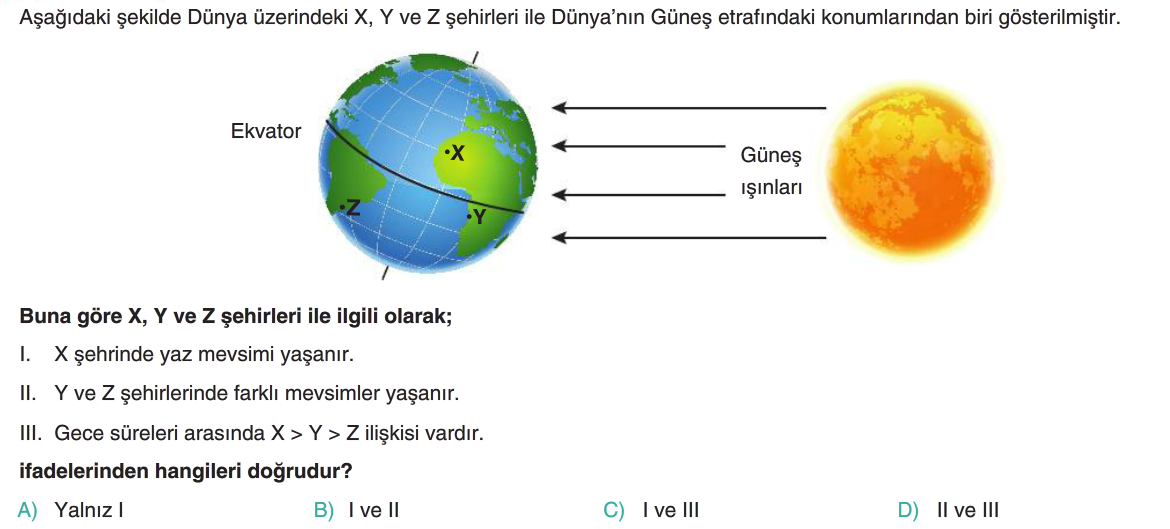 Aşağıdaki şekilde Dünya üzerindeki X, Y ve Z şehirleri ile Dünya’nın Güneş etrafındaki konumlarından biri gösterilmiştir.
Ekvator
X
Güneş
ışınları
Z
Y
Buna göre X, Y ve Z şehirleri ile ilgili olarak;
I. X şehrinde yaz mevsimi yaşanır.
II. Y ve Z şehirlerinde farklı mevsimler yaşanır.
III. Gece süreleri arasında X > Y > Z ilişkisi vardır.
ifadelerinden hangileri doğrudur?
A) Yalnız I B) I ve II C) I ve III D) II ve III